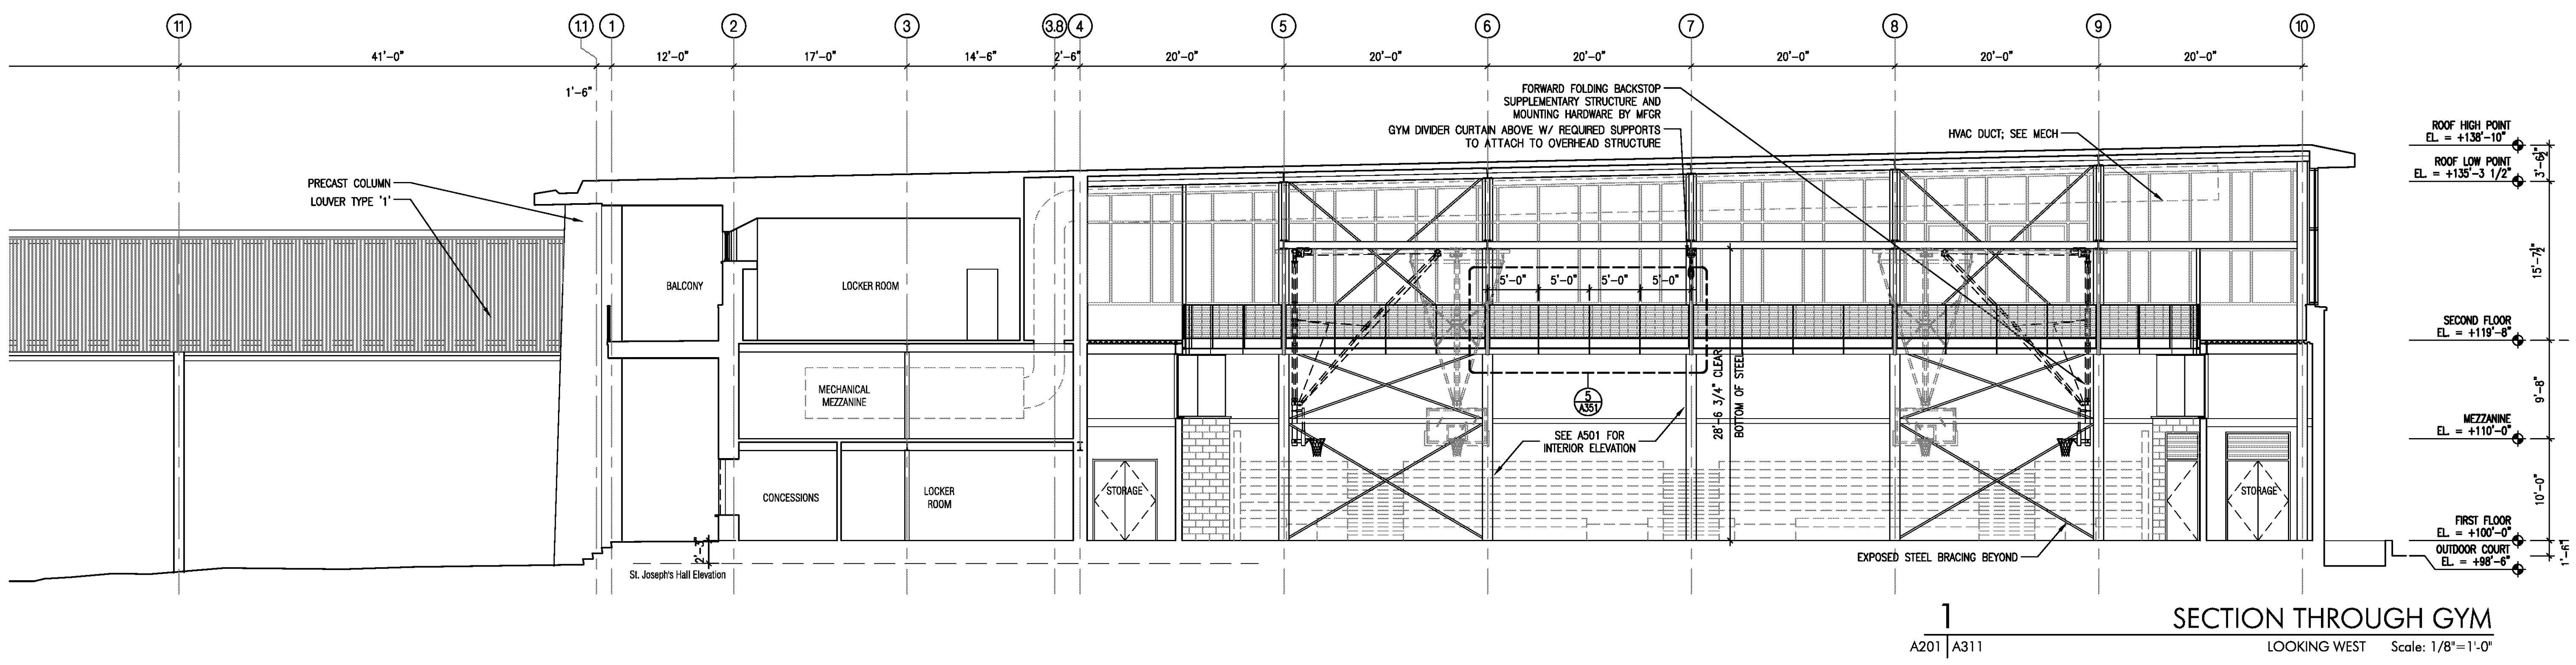 11
1.1
1
2
3
3.8
4
5
6
7
8
9
10
41'-0"
12'-0"
17'-0"
14'-6"
2'-6"
20'-0"
20'-0"
20'-0"
20'-0"
20'-0"
20'-0"
1'-6"
FORWARD FOLDING BACKSTOP
SUPPLEMENTARY STRUCTURE AND
MOUNTING HARDWARE BY MFGR
GYM DIVIDER CURTAIN ABOVE W/ REQUIRED SUPPORTS
TO ATTACH TO OVERHEAD STRUCTURE
HVAC DUCT; SEE MECH
ROOF HIGH POINT
EL. = +138'-10"
3'-6½"
ROOF LOW POINT
EL. = +135'-3 1/2"
PRECAST COLUMN
LOUVER TYPE '1'
BALCONY
LOCKER ROOM
5'-0"
5'-0"
5'-0"
5'-0"
15'-7½"
SECOND FLOOR
EL. = +119'-8"
MECHANICAL
MEZZANINE
5
A351
28'-6 3/4" CLEAR
BOTTOM OF STEEL
9'-8"
MEZZANINE
EL. = +110'-0"
SEE A501 FOR
INTERIOR ELEVATION
CONCESSIONS
LOCKER
ROOM
STORAGE
STORAGE
10'-0"
FIRST FLOOR
EL. = +100'-0"
OUTDOOR COURT
EL. = +98'-6"
1'-6"
2'-3"
St. Joseph's Hall Elevation
EXPOSED STEEL BRACING BEYOND
1
SECTION THROUGH GYM
A201
A311
LOOKING WEST
Scale: 1/8"=1'-0"